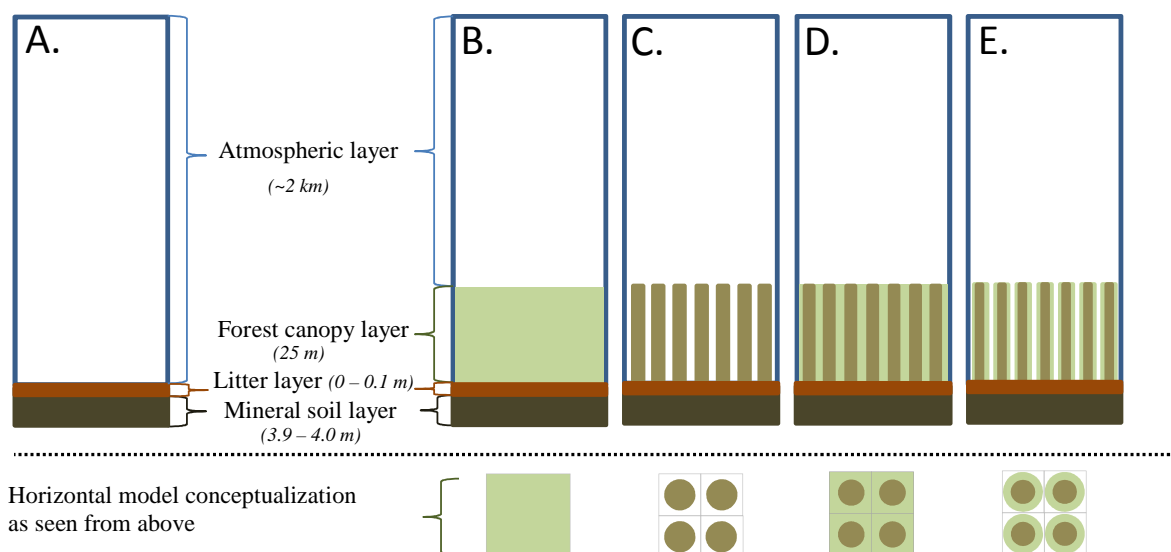 A.
B.
C.
D.
E.
Atmospheric layer
(~2 km)
Forest canopy layer
(25 m)
Litter layer (0 – 0.1 m)
Mineral soil layer
(3.9 – 4.0 m)
Horizontal model conceptualization
as seen from above